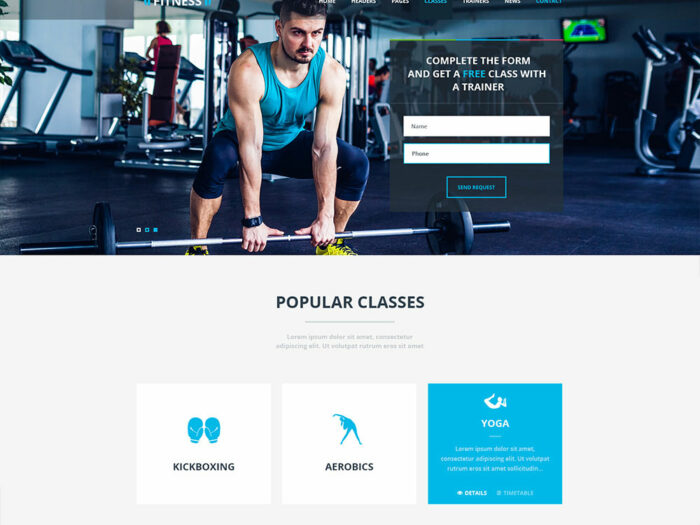 FITNESS
HOME HEADERS PAGES CLASSES TRAINERS NEWS CONTACT
COMPLETE THE FORM
AND GET A FREE CLASS WITH
A TRAINER
Name
Phone
SEND REQUEST
POPULAR CLASSES
Lorem ipsum dolor sit amet, consectetur
adipiscing elit. Ut volutpat rutrum eros sit amet
KICKBOXING
AEROBICS
YOGA
Lorem ipsum dolor sit amet,
consectetur adipiscing elit. Ut volutpat
rutrum eros amet sollicitudin...
DETAILS TIMETABLE